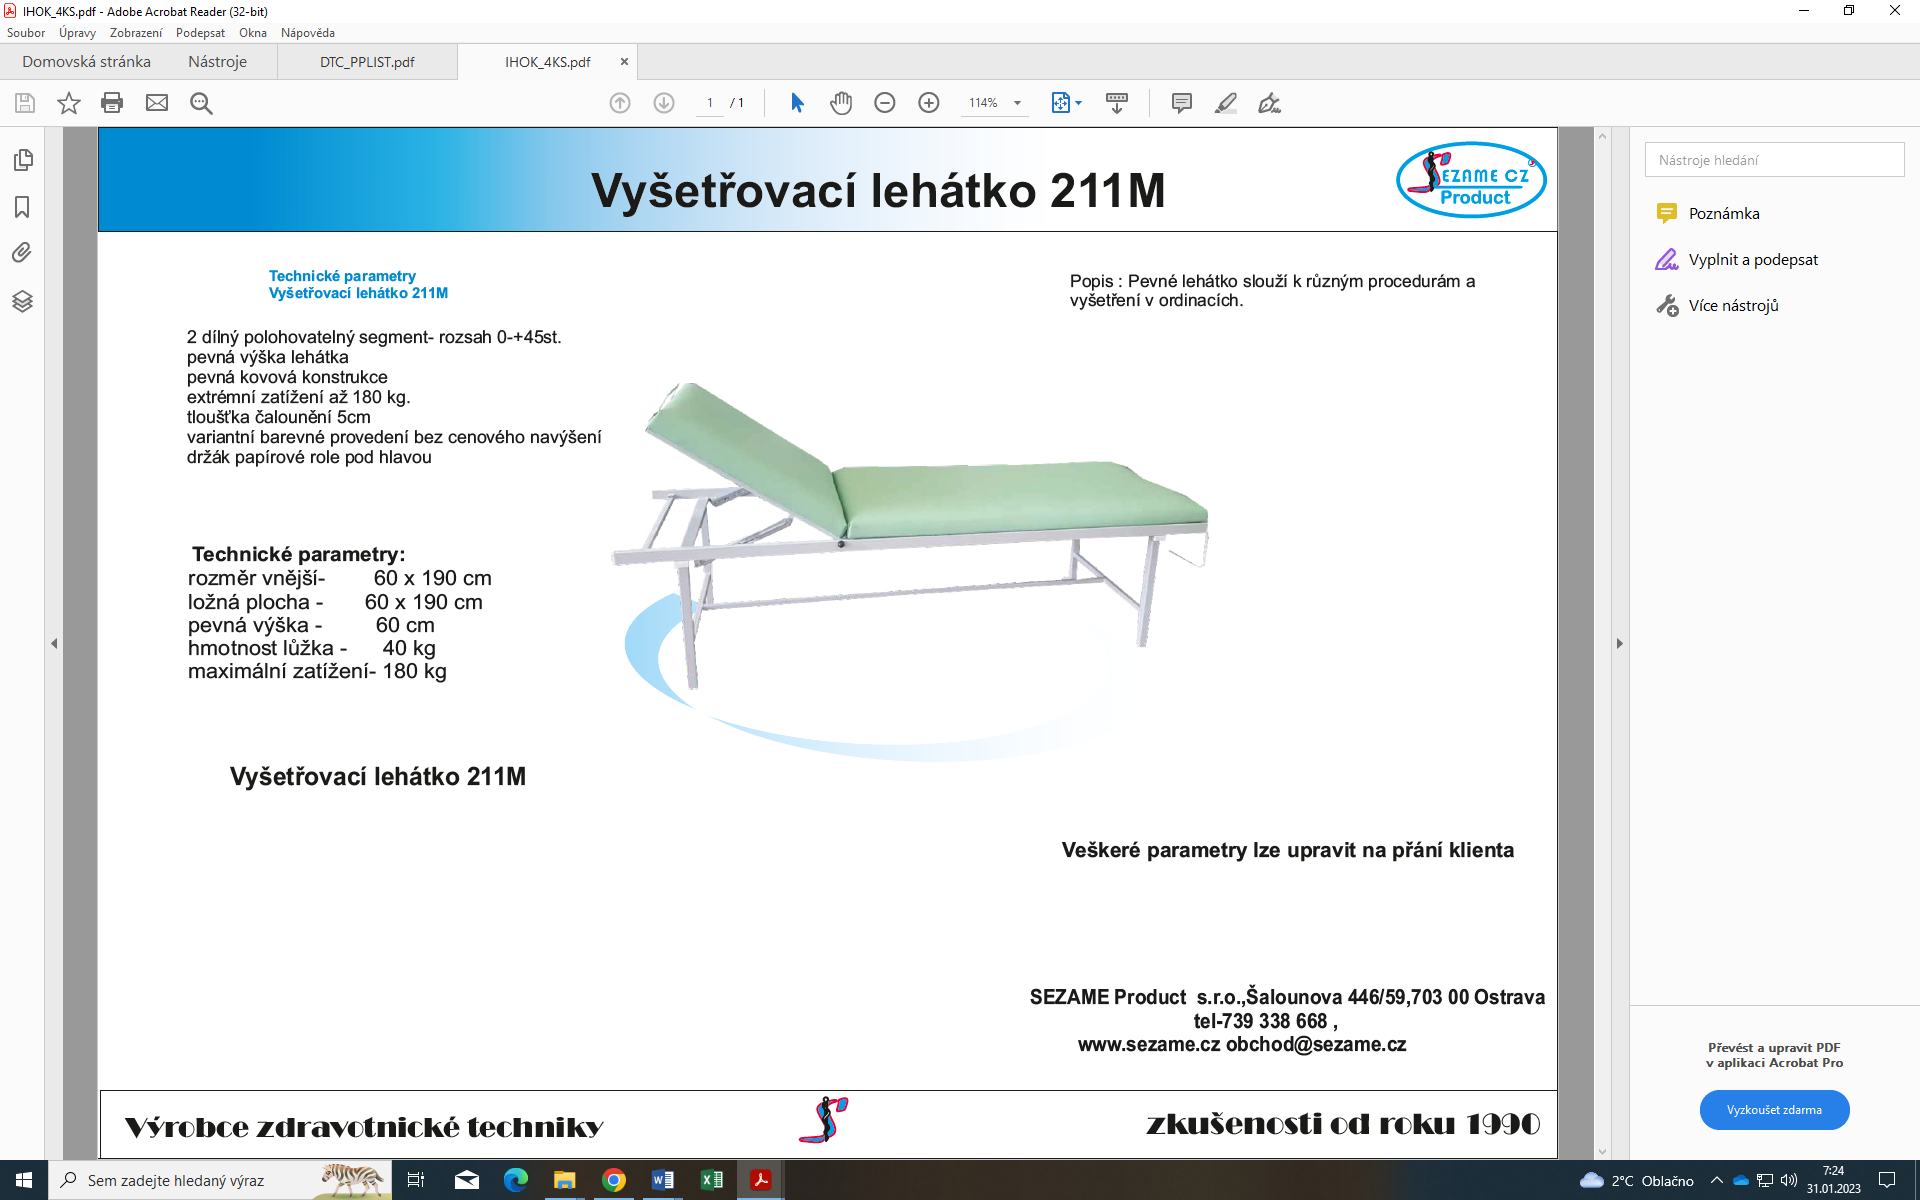 IHOK_4KS.pdf - Adobe Acrobat Reader (32-bit)
Soubor Úpravy Zobrazení Podepsat Okna Nápověda
Domovská stránka Nástroje DTC_PPLIST.pdf IHOK_4KS.pdf ×
1 / 1 114%
Vyšetřovací lehátko 211M
SEZAME CZ
Product
Technické parametry
Vyšetřovací lehátko 211M
2 dílný polohovatelný segment- rozsah 0-+45st.
pevná výška lehátka
pevná kovová konstrukce
extrémní zatížení až 180 kg.
tloušťka čalounění 5cm
variantní barevné provedení bez cenového navýšení
držák papírové role pod hlavou
Popis : Pevné lehátko slouží k různým procedurám a
vyšetření v ordinacích.
Technické parametry:
rozměr vnější- 60 x 190 cm
ložná plocha - 60 x 190 cm
pevná výška - 60 cm
hmotnost lůžka - 40 kg
maximální zatížení- 180 kg
Vyšetřovací lehátko 211M
Veškeré parametry lze upravit na přání klienta
SEZAME Product s.r.o.,Šalounova 446/59,703 00 Ostrava
tel-739 338 668 ,
www.sezame.cz obchod@sezame.cz
Výrobce zdravotnické techniky
zkušenosti od roku 1990
Nástroje hledání
Poznámka
Vyplnit a podepsat
Více nástrojů
Převést a upravit PDF
v aplikaci Acrobat Pro
Vyzkoušet zdarma
Sem zadejte hledaný výraz
2°C Oblačno
7:24
31.01.2023